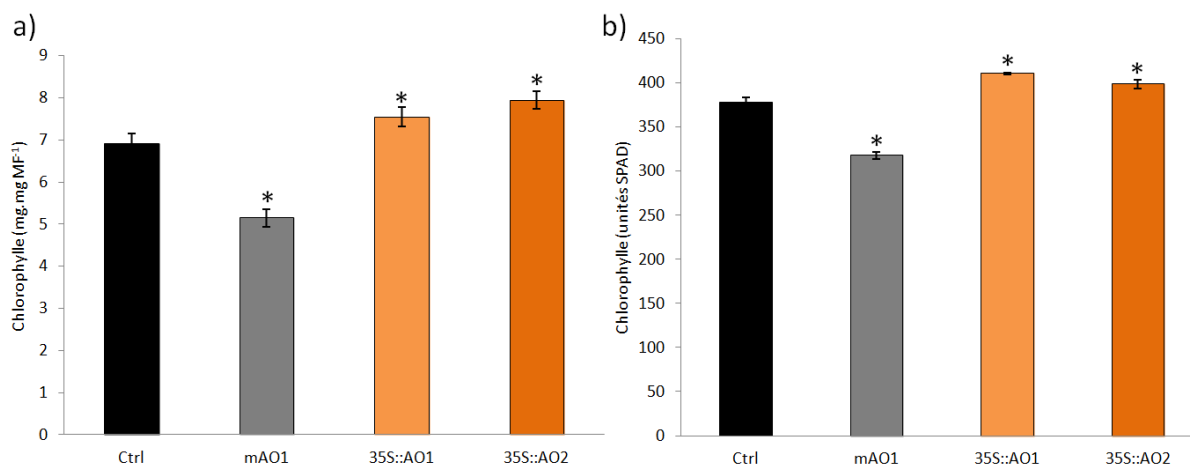 a)
Chlorophylle (mg.mg MF⁻¹)
9
8
7
6
5
4
3
2
1
0
*
*
*
Ctrl
mAO1
35S::AO1
35S::AO2
b)
Chlorophylle (unités SPAD)
450
400
350
300
250
200
150
100
50
0
*
*
*
Ctrl
mAO1
35S::AO1
35S::AO2